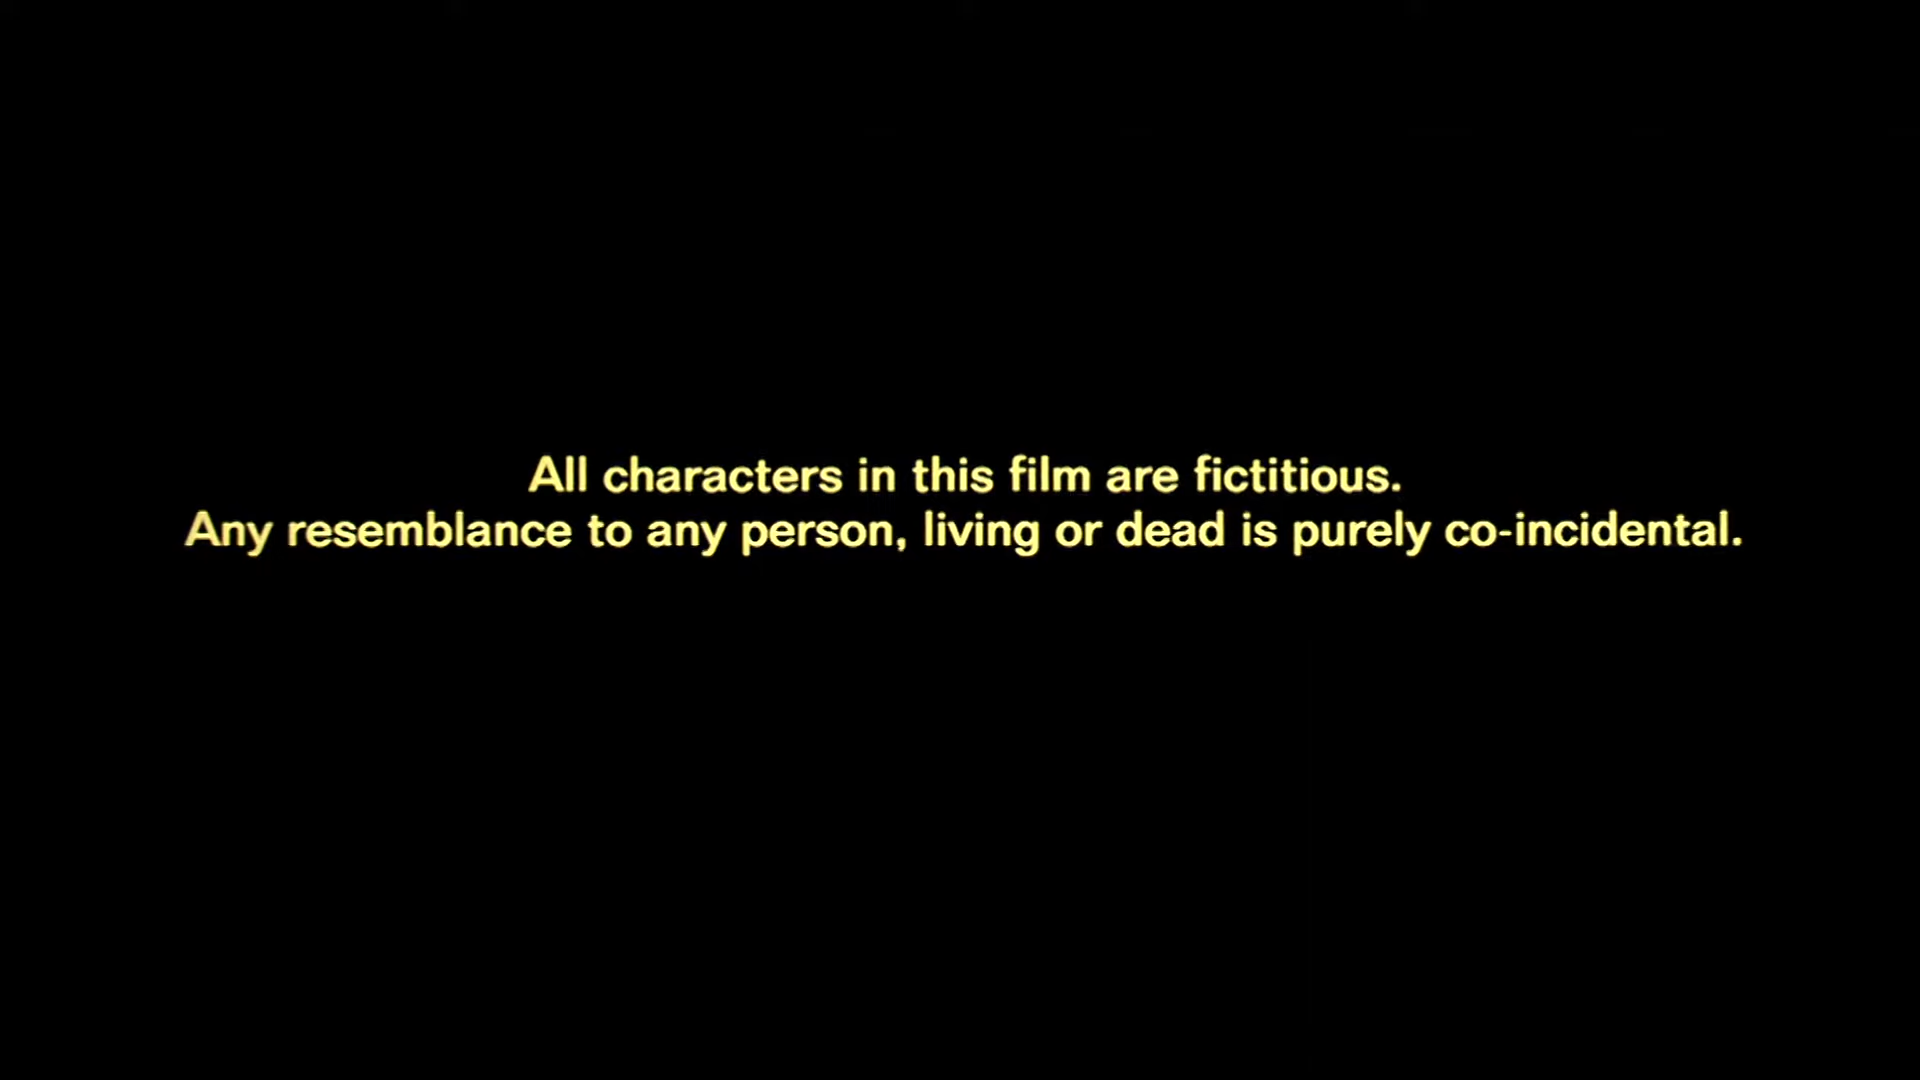 All characters in this film are fictitious.
Any resemblance to any person, living or dead is purely co-incidental.